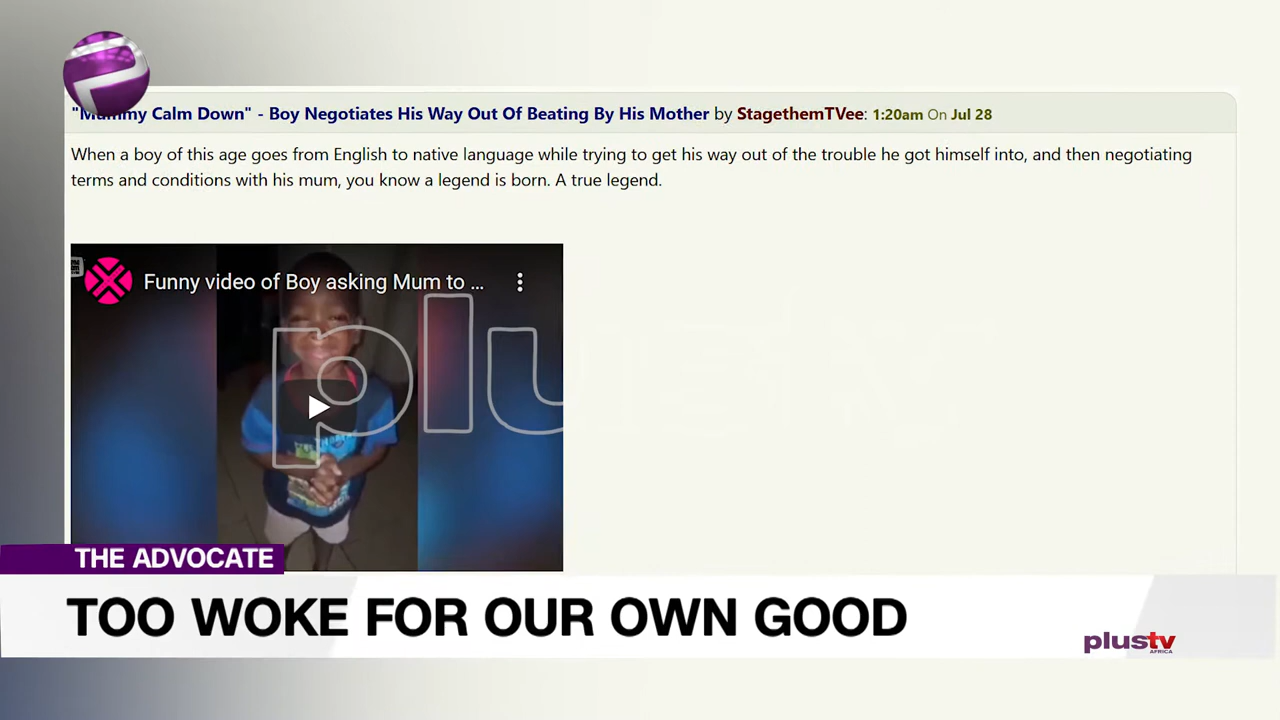 "Mummy Calm Down" - Boy Negotiates His Way Out Of Beating By His Mother by StagethemTVee: 1:20am On Jul 28
When a boy of this age goes from English to native language while trying to get his way out of the trouble he got himself into, and then negotiating
terms and conditions with his mum, you know a legend is born. A true legend.
Funny video of Boy asking Mum to ...
plu
THE ADVOCATE
TOO WOKE FOR OUR OWN GOOD
plustv
AFRICA